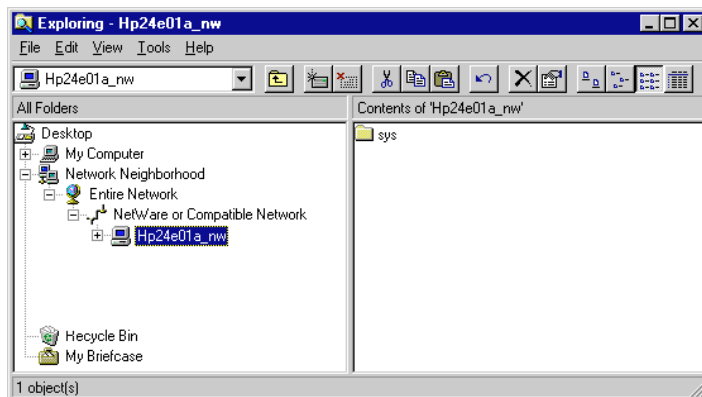 Exploring - Hp24e01a_nw
File Edit View Tools Help
Hp24e01a_nw
All Folders
Contents of 'Hp24e01a_nw'
Desktop
My Computer
Network Neighborhood
Entire Network
NetWare or Compatible Network
Hp24e01a_nw
Recycle Bin
My Briefcase
sys
1 object(s)